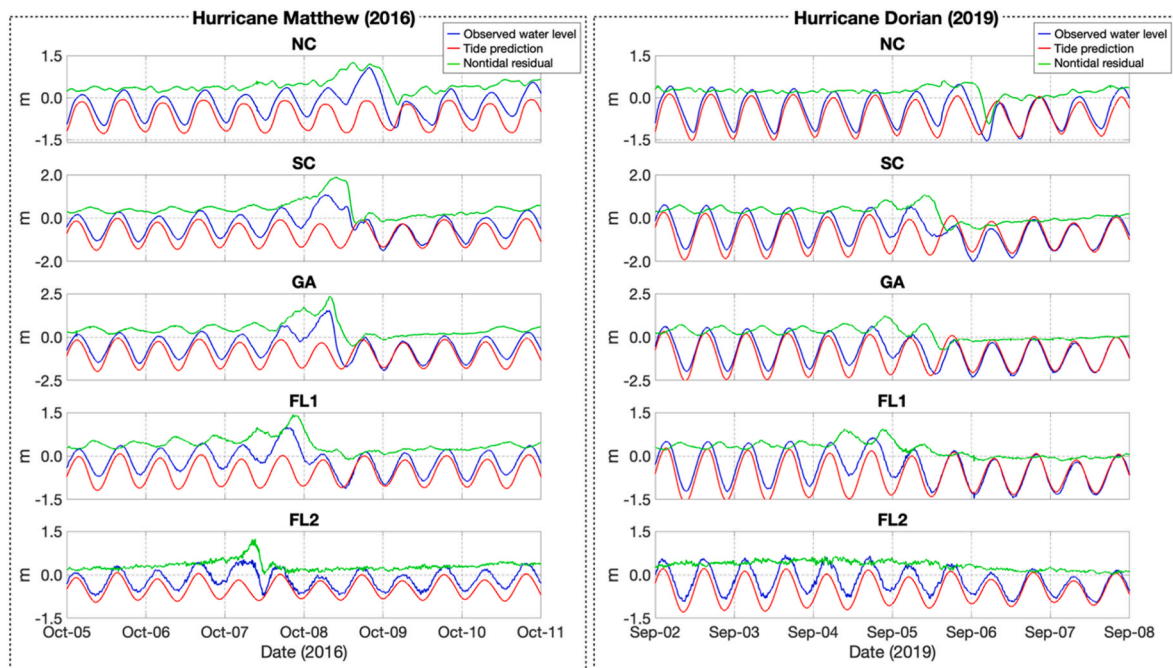 Hurricane Matthew (2016)
NC
Observed water level
Tide prediction
Nontidal residual
1.5
0.0
-1.5
m
SC
2.0
0.0
-2.0
m
GA
2.5
0.0
-2.5
m
FL1
1.5
0.0
-1.5
m
FL2
1.5
0.0
-1.5
m
Oct-05 Oct-06 Oct-07 Oct-08 Oct-09 Oct-10 Oct-11
Date (2016)
Hurricane Dorian (2019)
NC
Observed water level
Tide prediction
Nontidal residual
1.5
0.0
-1.5
m
SC
2.0
0.0
-2.0
m
GA
2.5
0.0
-2.5
m
FL1
1.5
0.0
-1.5
m
FL2
1.5
0.0
-1.5
m
Sep-02 Sep-03 Sep-04 Sep-05 Sep-06 Sep-07 Sep-08
Date (2019)